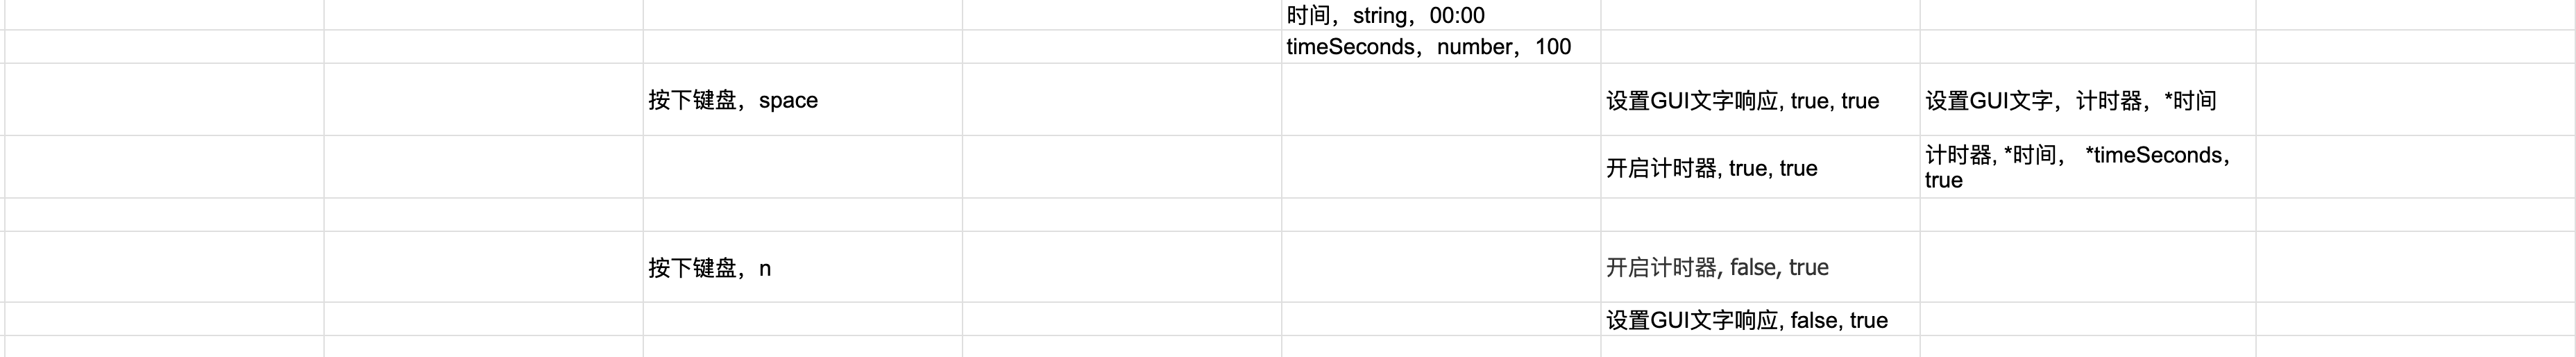 时间，string，00:00
timeSeconds，number，100
按下键盘，space
设置GUI文字响应, true, true
设置GUI文字，计时器，*时间
开启计时器, true, true
计时器, *时间， *timeSeconds，
true
按下键盘，n
开启计时器, false, true
设置GUI文字响应, false, true